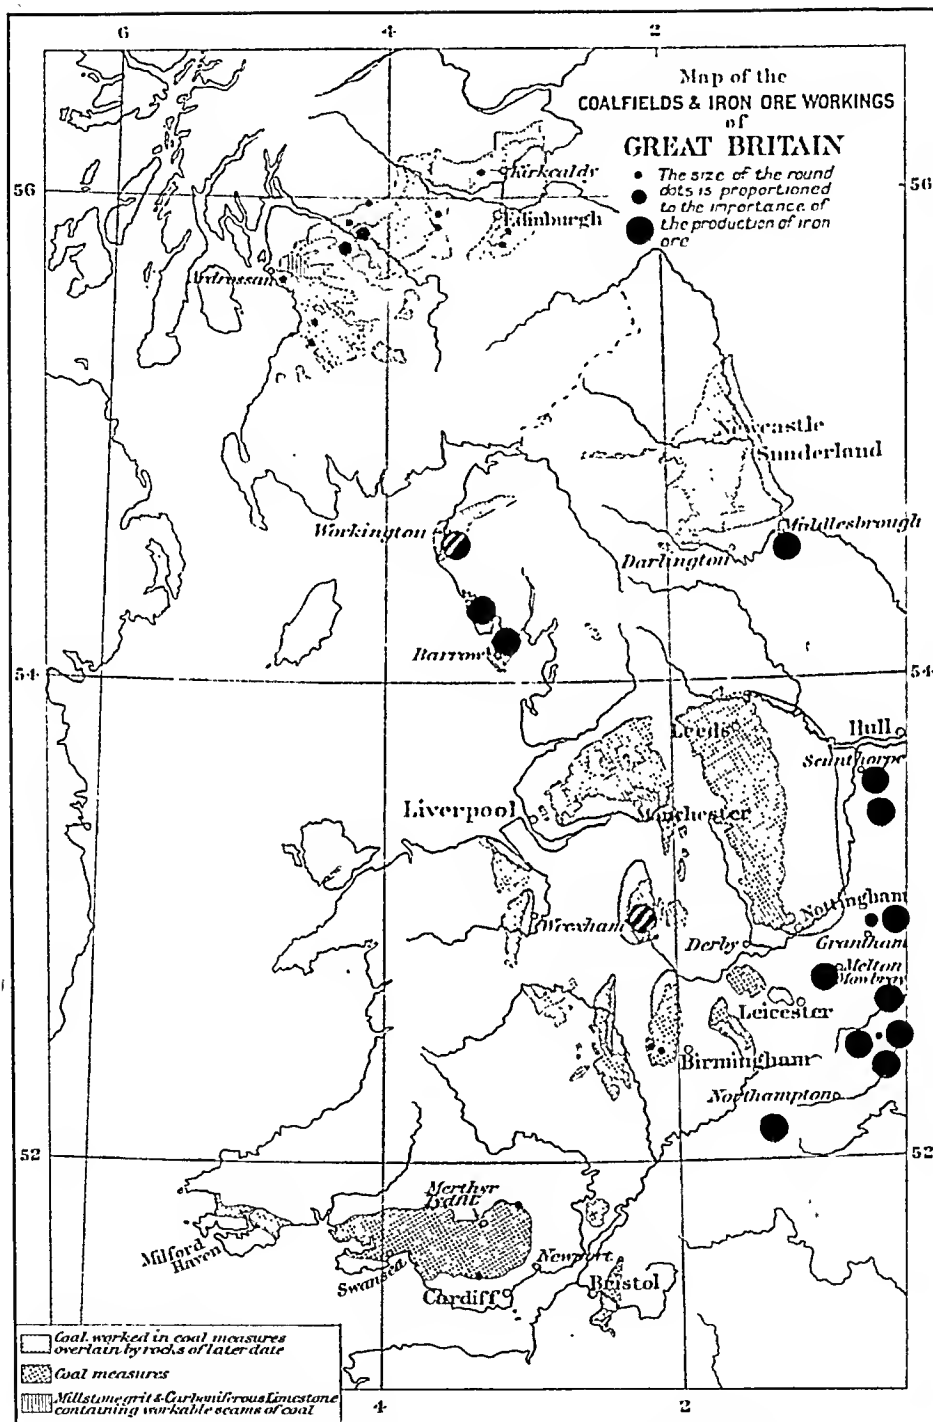 6 4 2
Map of the
COALFIELDS & IRON ORE WORKINGS
of
GREAT BRITAIN
The size of the round
dots is proportioned
to the importance of
the production of iron
ore
56 56
Kirkcaldy
Edinburgh
Ardrossan
Newcastle
Sunderland
Workington
Middlesbrough
Darlington
Barrow
54 54
Leeds
Hull
Scunthorpe
Liverpool
Manchester
Nottingham
Wrexham
Derby
Grantham
Melton
Mowbray
Leicester
Birmingham
Northampton
52 52
Merthyr
Tydfil
Milford
Haven
Swansea
Newport
Cardiff
Bristol
Coal worked in coal measures
overlain by rocks of later date
Coal measures
Millstone grit & Carboniferous Limestone
containing workable seams of coal
4 2